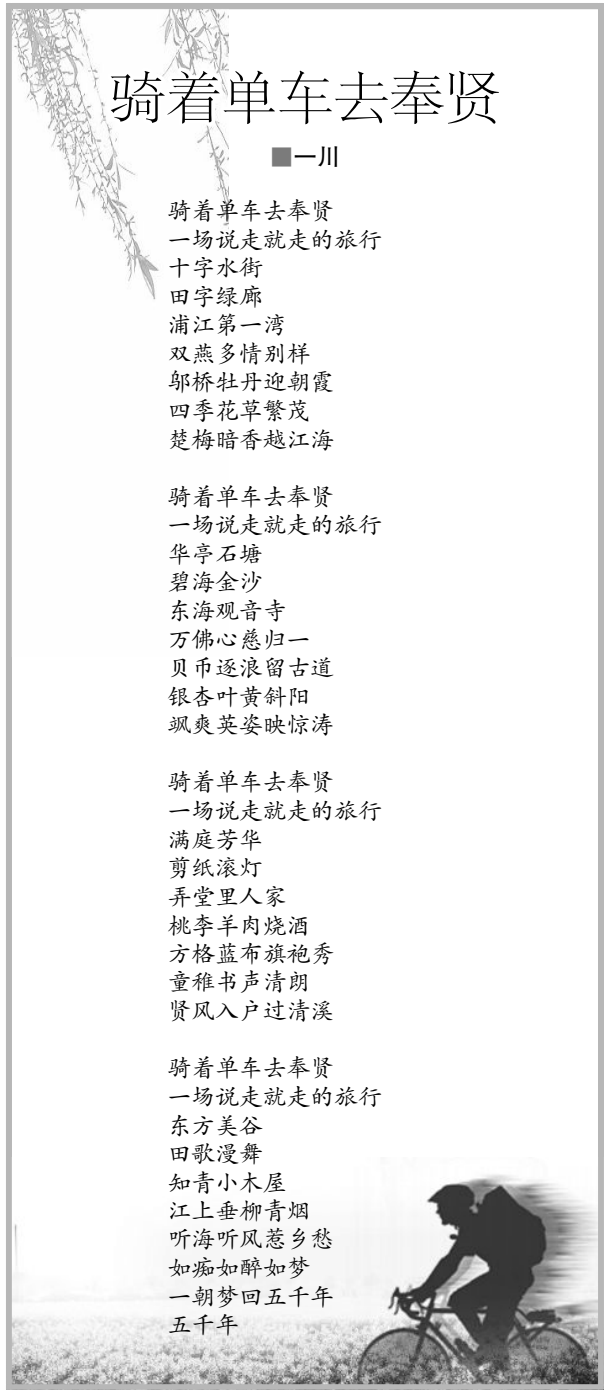 骑着单车去奉贤
■一川
骑着单车去奉贤
一场说走就走的旅行
十字水街
田字绿廊
浦江第一湾
双燕多情别样
邬桥牡丹迎朝霞
四季花草繁茂
楚梅暗香越江海
骑着单车去奉贤
一场说走就走的旅行
华亭石塘
碧海金沙
东海观音寺
万佛心慈归一
贝币逐浪留古道
银杏叶黄斜阳
飒爽英姿映惊涛
骑着单车去奉贤
一场说走就走的旅行
满庭芳华
剪纸滚灯
弄堂里人家
桃李羊肉烧酒
方格蓝布旗袍秀
童稚书声清朗
贤风入户过清溪
骑着单车去奉贤
一场说走就走的旅行
东方美谷
田歌漫舞
知青小木屋
江上垂柳青烟
听海听风惹乡愁
如痴如醉如梦
一朝梦回五千年
五千年